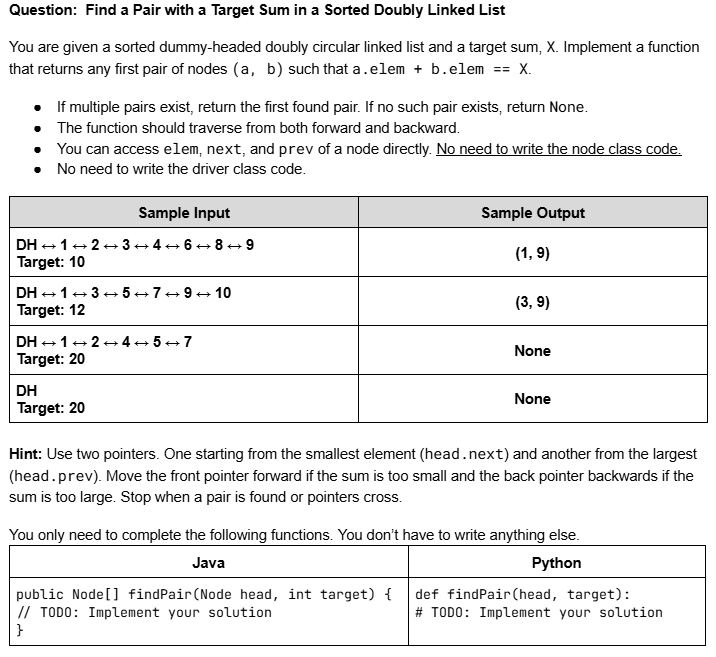 Question:  Find a Pair with a Target Sum in a Sorted Doubly Linked List
You are given a sorted dummy-headed doubly circular linked list and a target sum, X. Implement a function
that returns any first pair of nodes (a, b) such that a.elem + b.elem == X.
● If multiple pairs exist, return the first found pair. If no such pair exists, return None.
● The function should traverse from both forward and backward.
● You can access elem, next, and prev of a node directly. No need to write the node class code.
● No need to write the driver class code.
Sample Input
Sample Output
DH ↔ 1 ↔ 2 ↔ 3 ↔ 4 ↔ 6 ↔ 8 ↔ 9
Target: 10
(1, 9)
DH ↔ 1 ↔ 3 ↔ 5 ↔ 7 ↔ 9 ↔ 10
Target: 12
(3, 9)
DH ↔ 1 ↔ 2 ↔ 4 ↔ 5 ↔ 7
Target: 20
None
DH
Target: 20
None
Hint: Use two pointers. One starting from the smallest element (head.next) and another from the largest
(head.prev). Move the front pointer forward if the sum is too small and the back pointer backwards if the
sum is too large. Stop when a pair is found or pointers cross.
You only need to complete the following functions. You don't have to write anything else.
Java
Python
public Node[] findPair(Node head, int target) {
// TODO: Implement your solution
}
def findPair(head, target):
# TODO: Implement your solution